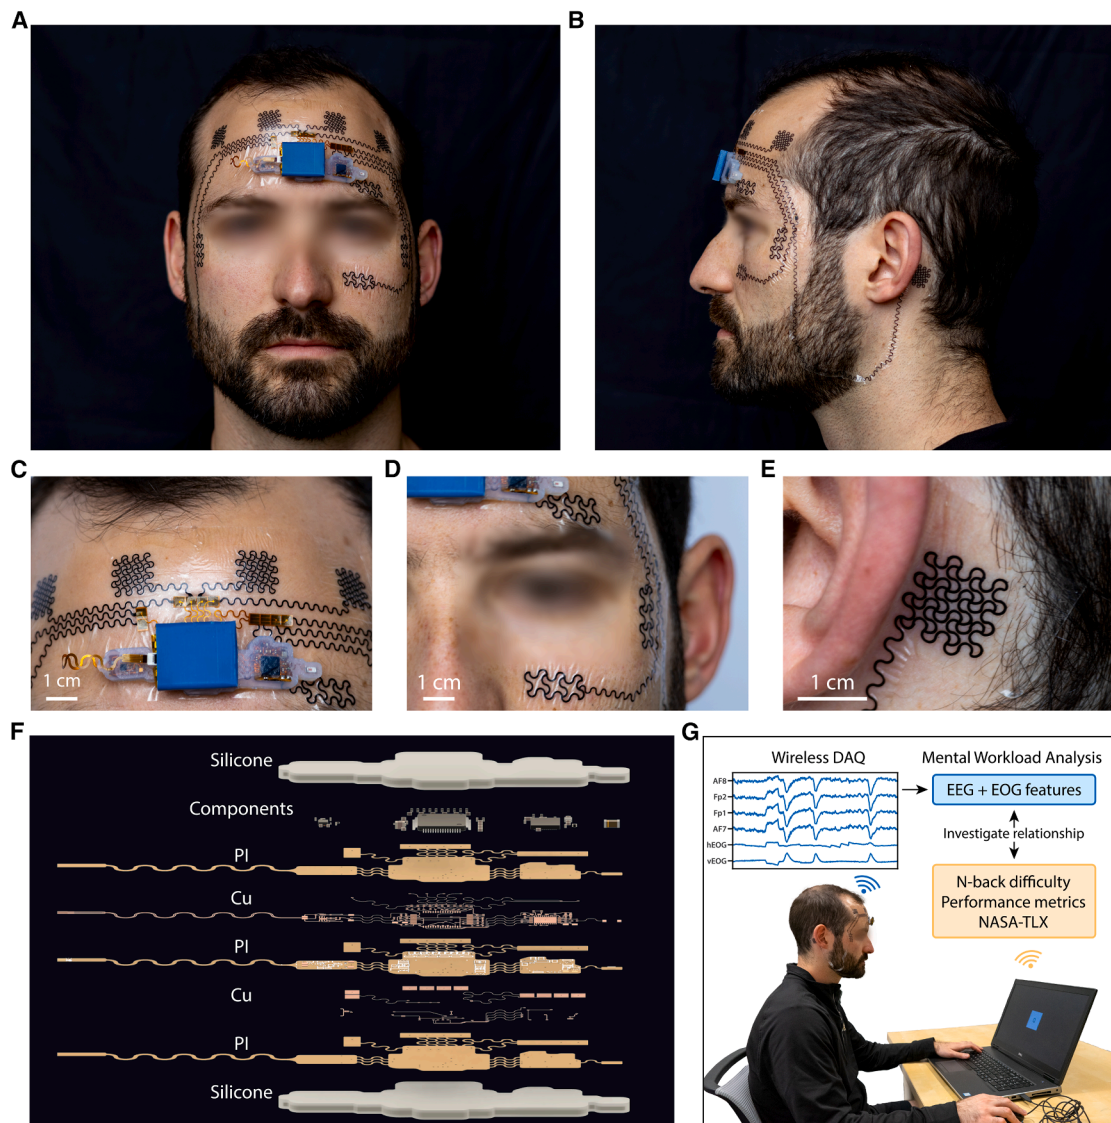 A
B
C
1 cm
D
1 cm
E
1 cm
F
Silicone
Components
PI
Cu
PI
Cu
PI
Silicone
G
Wireless DAQ
AF8
Fp2
Fp1
AF7
hEOG
vEOG
Mental Workload Analysis
EEG + EOG features
Investigate relationship
N-back difficulty
Performance metrics
NASA-TLX